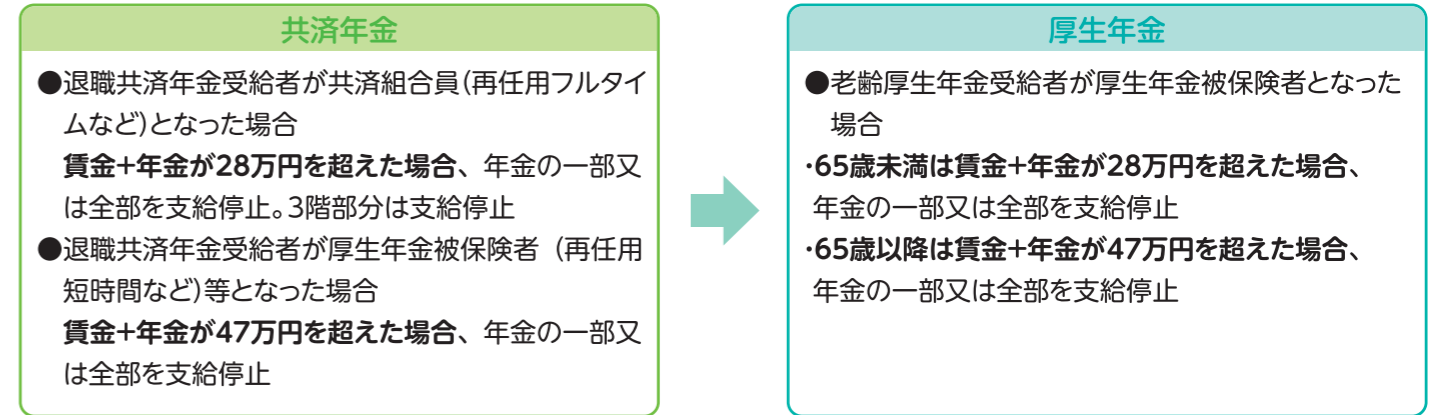 共済年金
●退職共済年金受給者が共済組合員(再任用フルタイ
ムなど)となった場合
賃金+年金が28万円を超えた場合、年金の一部又
は全部を支給停止。3階部分は支給停止
●退職共済年金受給者が厚生年金被保険者（再任用
短時間など)等となった場合
賃金+年金が47万円を超えた場合、年金の一部又
は全部を支給停止
厚生年金
●老齢厚生年金受給者が厚生年金被保険者となった
場合
・65歳未満は賃金+年金が28万円を超えた場合、
年金の一部又は全部を支給停止
・65歳以降は賃金+年金が47万円を超えた場合、
年金の一部又は全部を支給停止